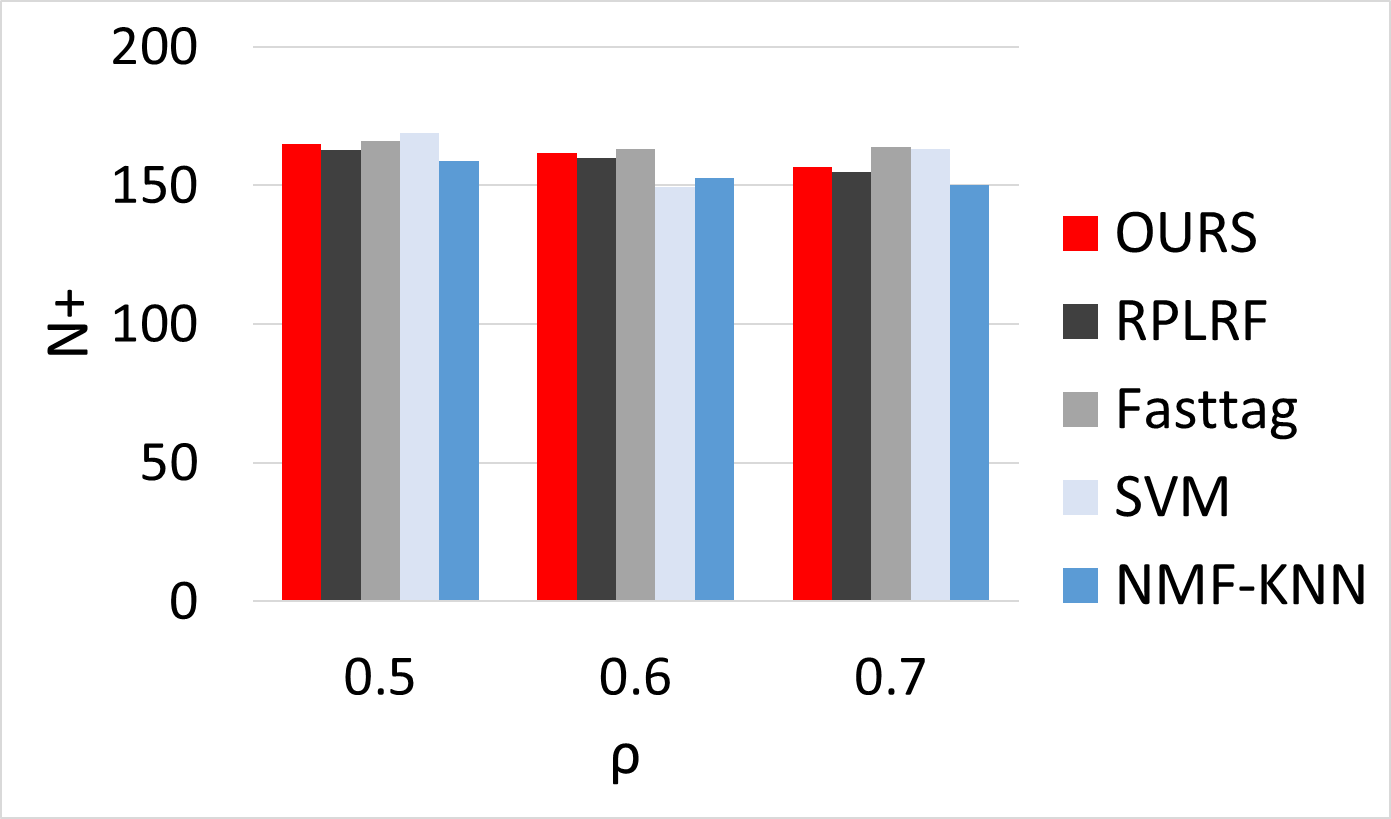 200
150
100
50
0
N+
0.5 0.6 0.7
ρ
OURS
RPLRF
Fasttag
SVM
NMF-KNN